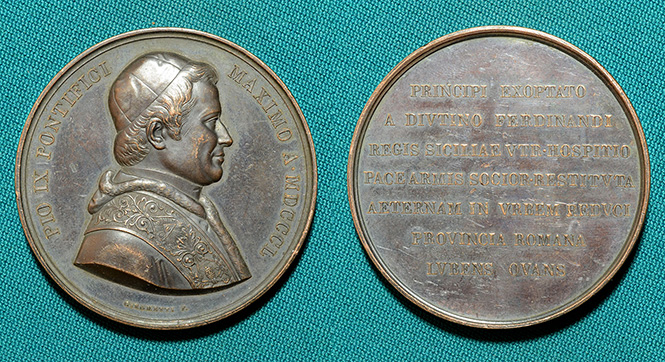 PIO IX PONTIFICI MAXIMO A MDCCCL
PRINCIPI EXOPTATO
A DIVTINO FERDINANDI
REGIS SICILIAE VTR·HOSPITIO
PACE ARMIS SOCIOR·RESTITVTA
AETERNAM IN VRBEM REDVCI
PROVINCIA ROMANA
LVBENS OVANS